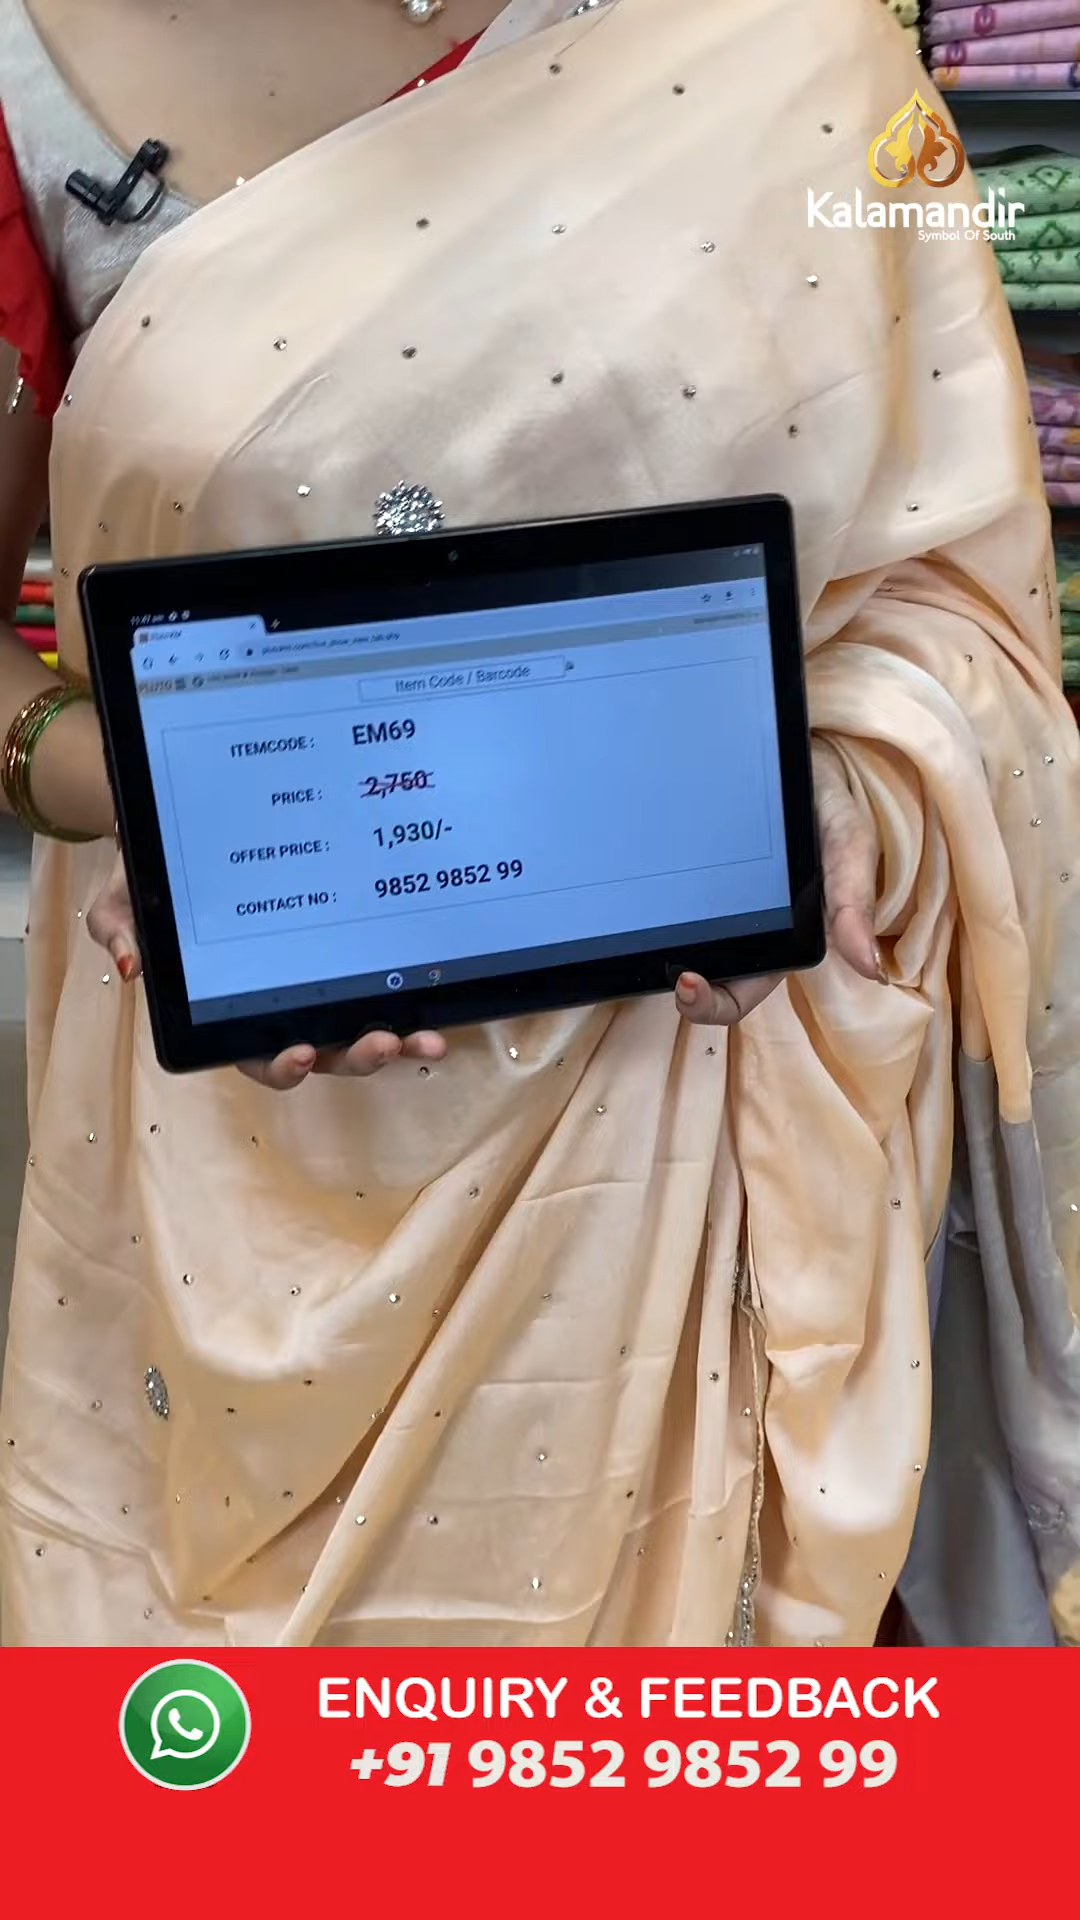 Kalamandir
Symbol Of South
Item Code / Barcode
ITEMCODE : EM69
PRICE : 2,750
OFFER PRICE : 1,930/-
CONTACT NO : 9852 9852 99
ENQUIRY & FEEDBACK
+91 9852 9852 99